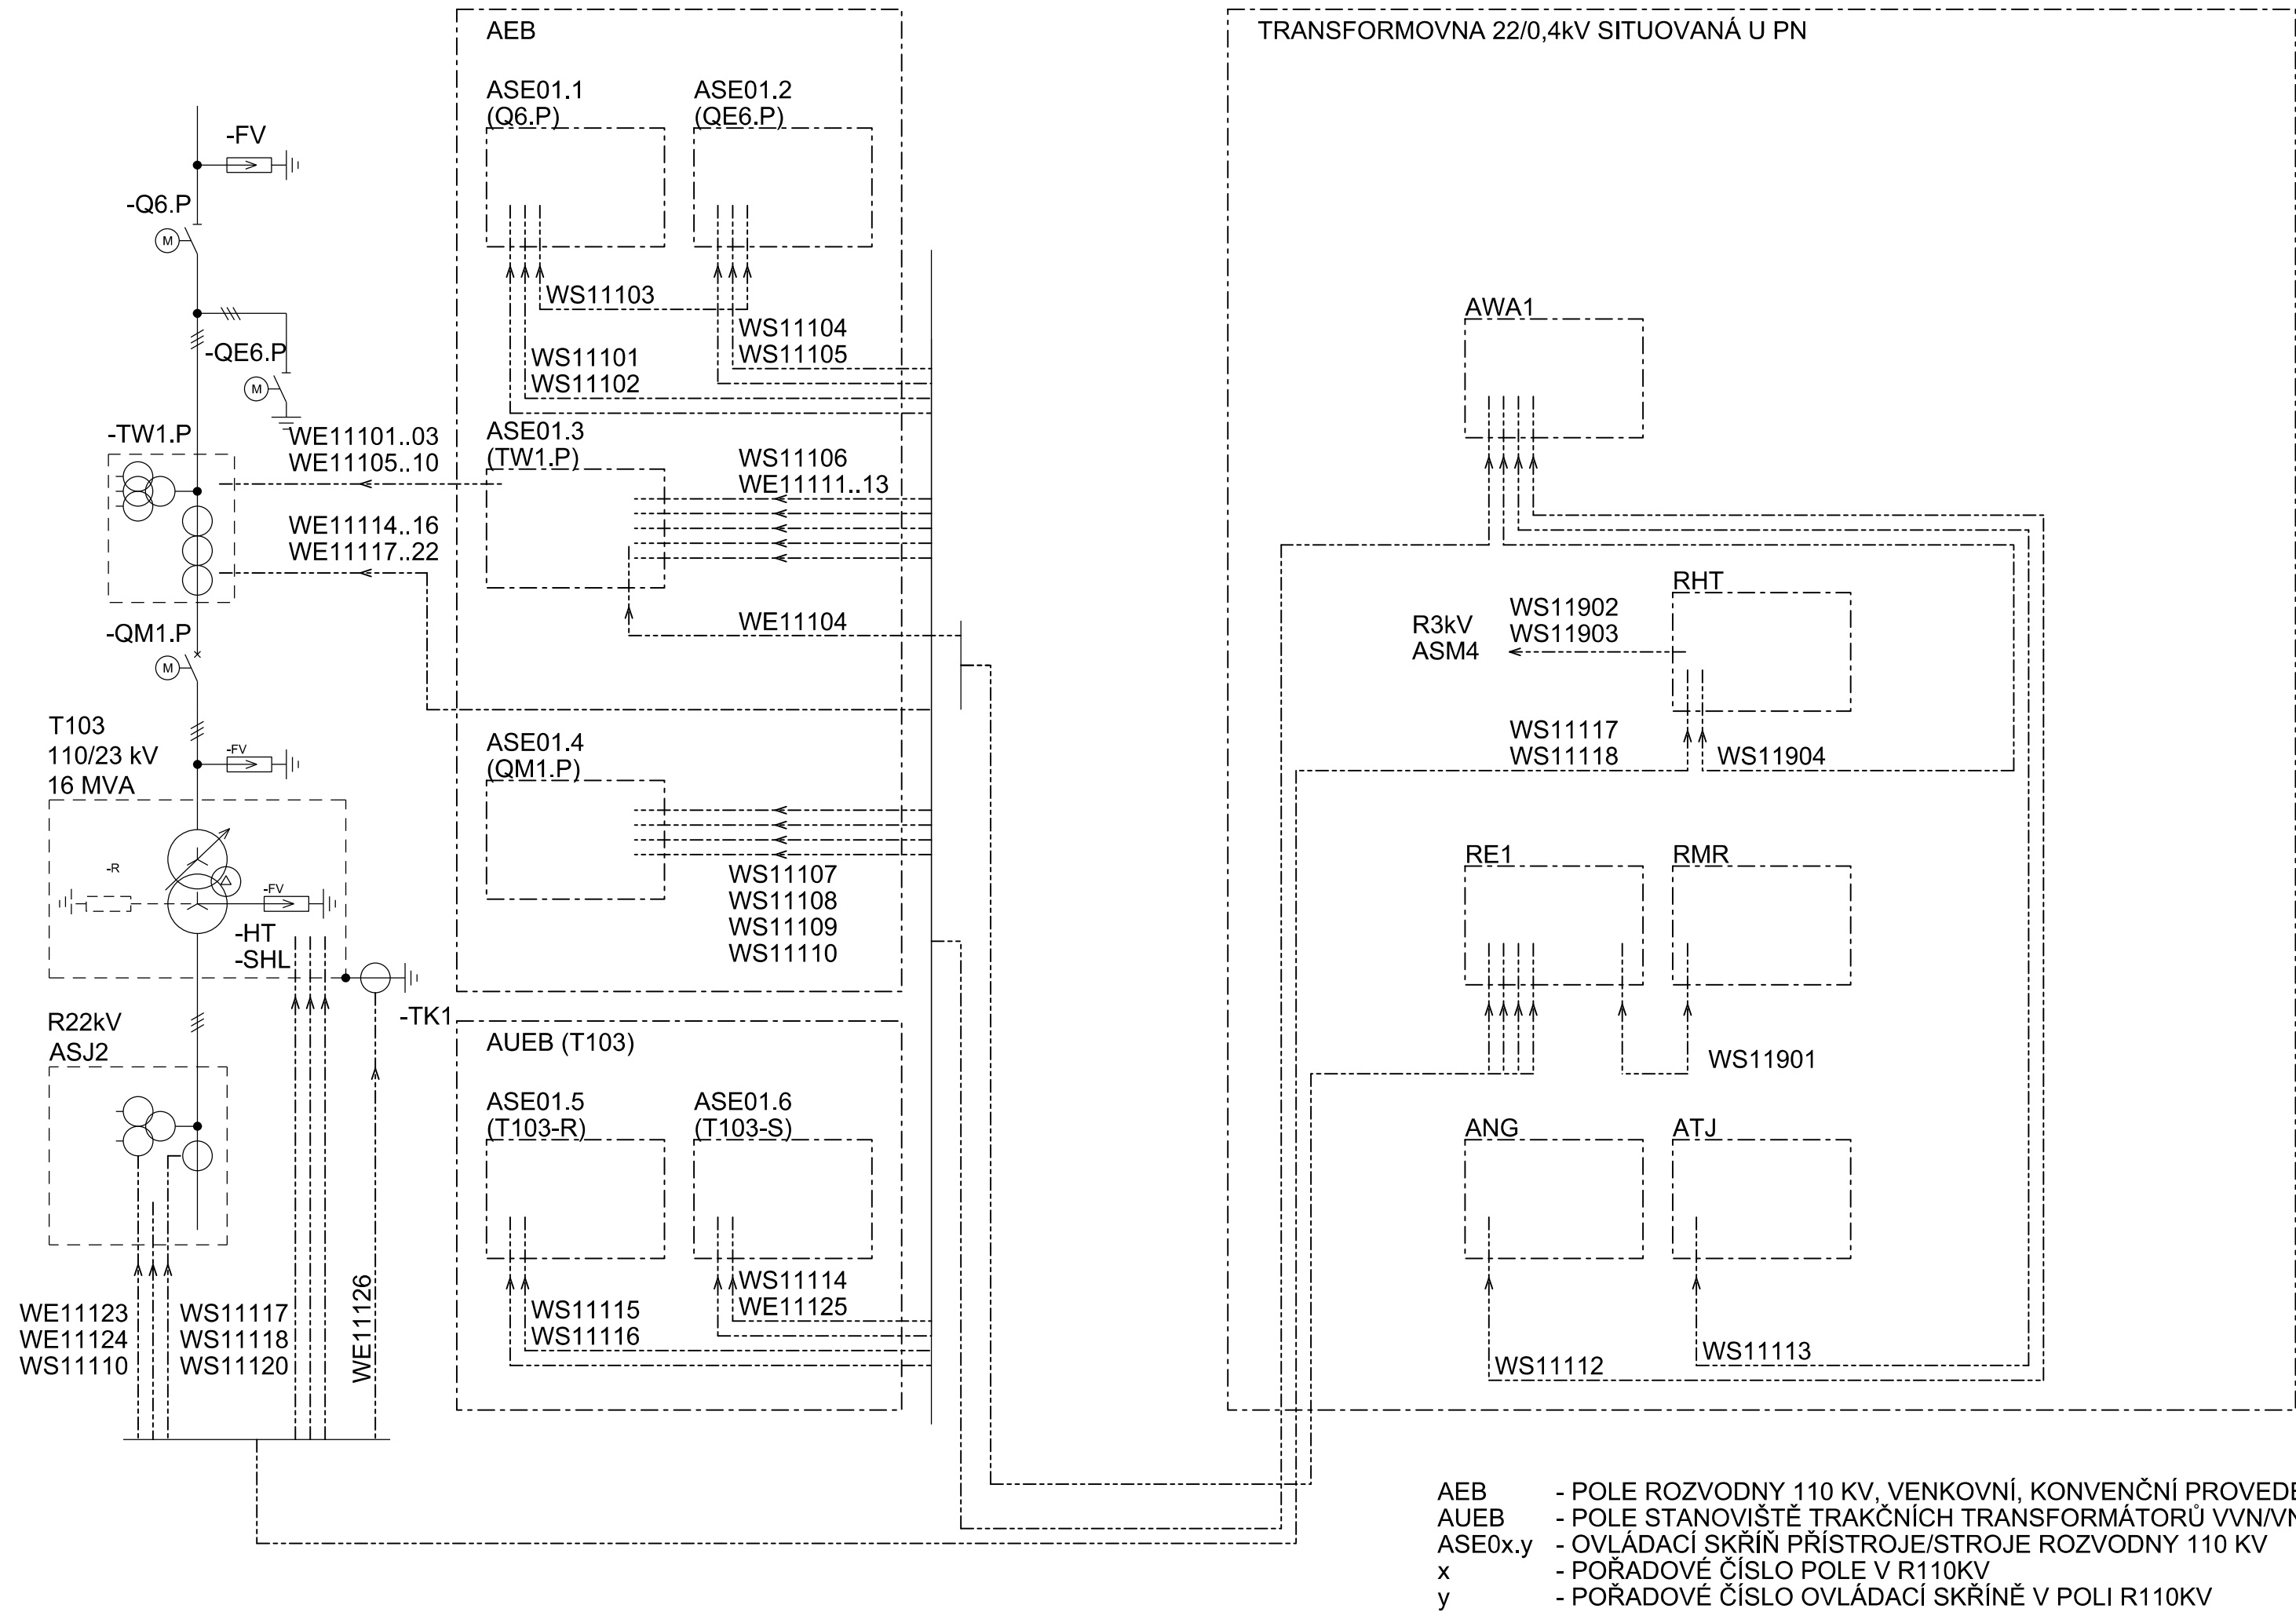 -FV
-Q6.P
M
-QE6.P
M
-TW1.P
WE11101..03
WE11105..10
WE11114..16
WE11117..22
-QM1.P
M
T103
110/23 kV
16 MVA
-FV
-R
-FV
-HT
-SHL
-TK1
R22kV
ASJ2
WE11123
WE11124
WS11110
WS11117
WS11118
WS11120
WE11126
AEB
ASE01.1
(Q6.P)
ASE01.2
(QE6.P)
WS11103
WS11104
WS11105
WS11101
WS11102
ASE01.3
(TW1.P)
WS11106
WE11111..13
WE11104
ASE01.4
(QM1.P)
WS11107
WS11108
WS11109
WS11110
AUEB (T103)
ASE01.5
(T103-R)
ASE01.6
(T103-S)
WS11114
WE11125
WS11115
WS11116
TRANSFORMOVNA 22/0,4kV SITUOVANÁ U PN
AWA1
RHT
R3kV
ASM4
WS11902
WS11903
WS11117
WS11118
WS11904
RE1
RMR
WS11901
ANG
ATJ
WS11112
WS11113
AEB - POLE ROZVODNY 110 KV, VENKOVNÍ, KONVENČNÍ
AUEB - POLE STANOVIŠTĚ TRAKČNÍCH TRANSFORMÁTORŮ VVN/VN
ASE0x.y - OVLÁDACÍ SKŘÍŇ PŘÍSTROJE/STROJE ROZVODNY 110 KV
x - POŘADOVÉ ČÍSLO POLE V R110KV
y - POŘADOVÉ ČÍSLO OVLÁDACÍ SKŘÍNĚ V POLI R110KV